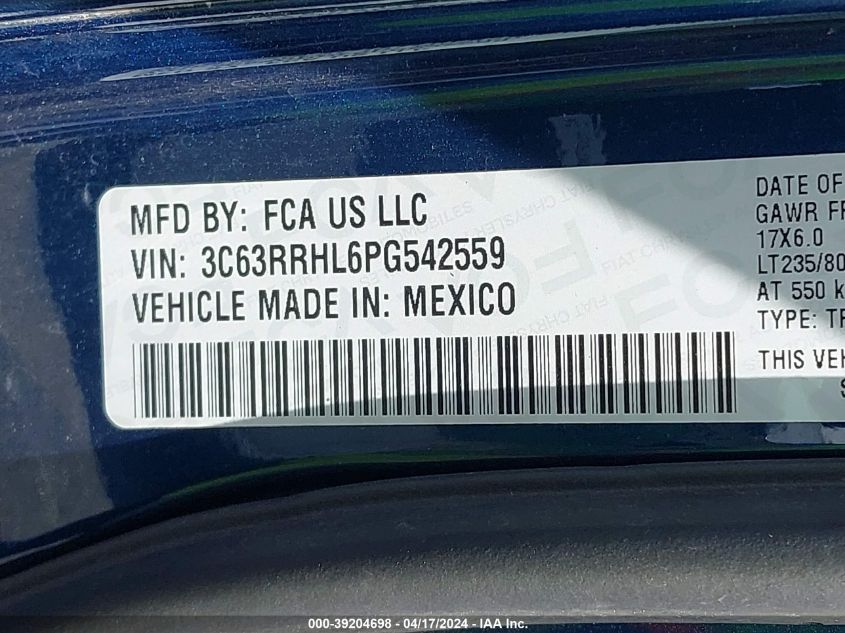 MFD BY: FCA US LLC
VIN: 3C63RRHL6PG542559
VEHICLE MADE IN: MEXICO
DATE OF
GAWR FR
17X6.0
LT235/80
AT 550 k
TYPE: TR
THIS VEH
000-39204698 - 04/17/2024 - IAA Inc.